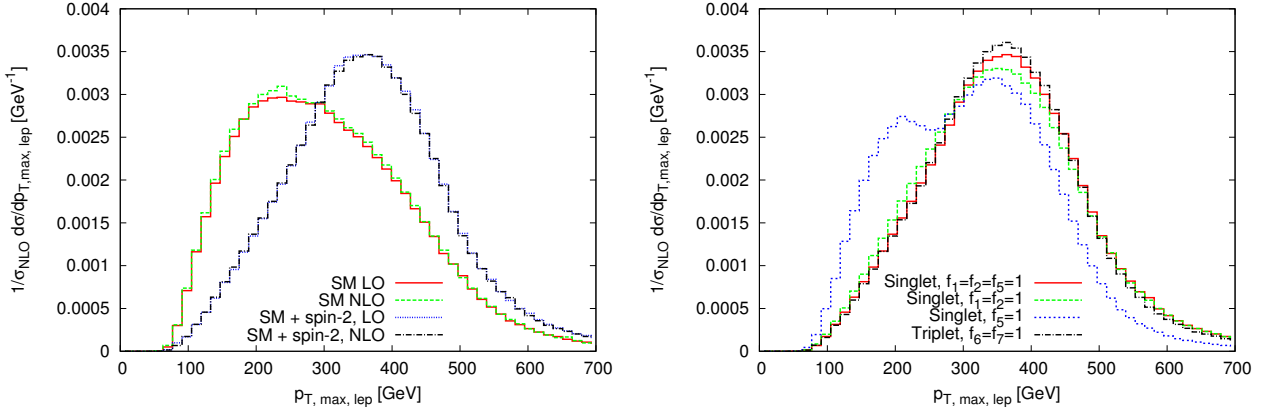 1/σNLO dσ/dpT,max,lep [GeV-1]
0.004
0.0035
0.003
0.0025
0.002
0.0015
0.001
0.0005
0
SM LO
SM NLO
SM + spin-2, LO
SM + spin-2, NLO
0 100 200 300 400 500 600 700
pT, max, lep [GeV]
1/σNLO dσ/dpT,max,lep [GeV-1]
0.004
0.0035
0.003
0.0025
0.002
0.0015
0.001
0.0005
0
Singlet, f1=f2=f5=1
Singlet, f1=f2=1
Singlet, f5=1
Triplet, f6=f7=1
0 100 200 300 400 500 600 700
pT, max, lep [GeV]